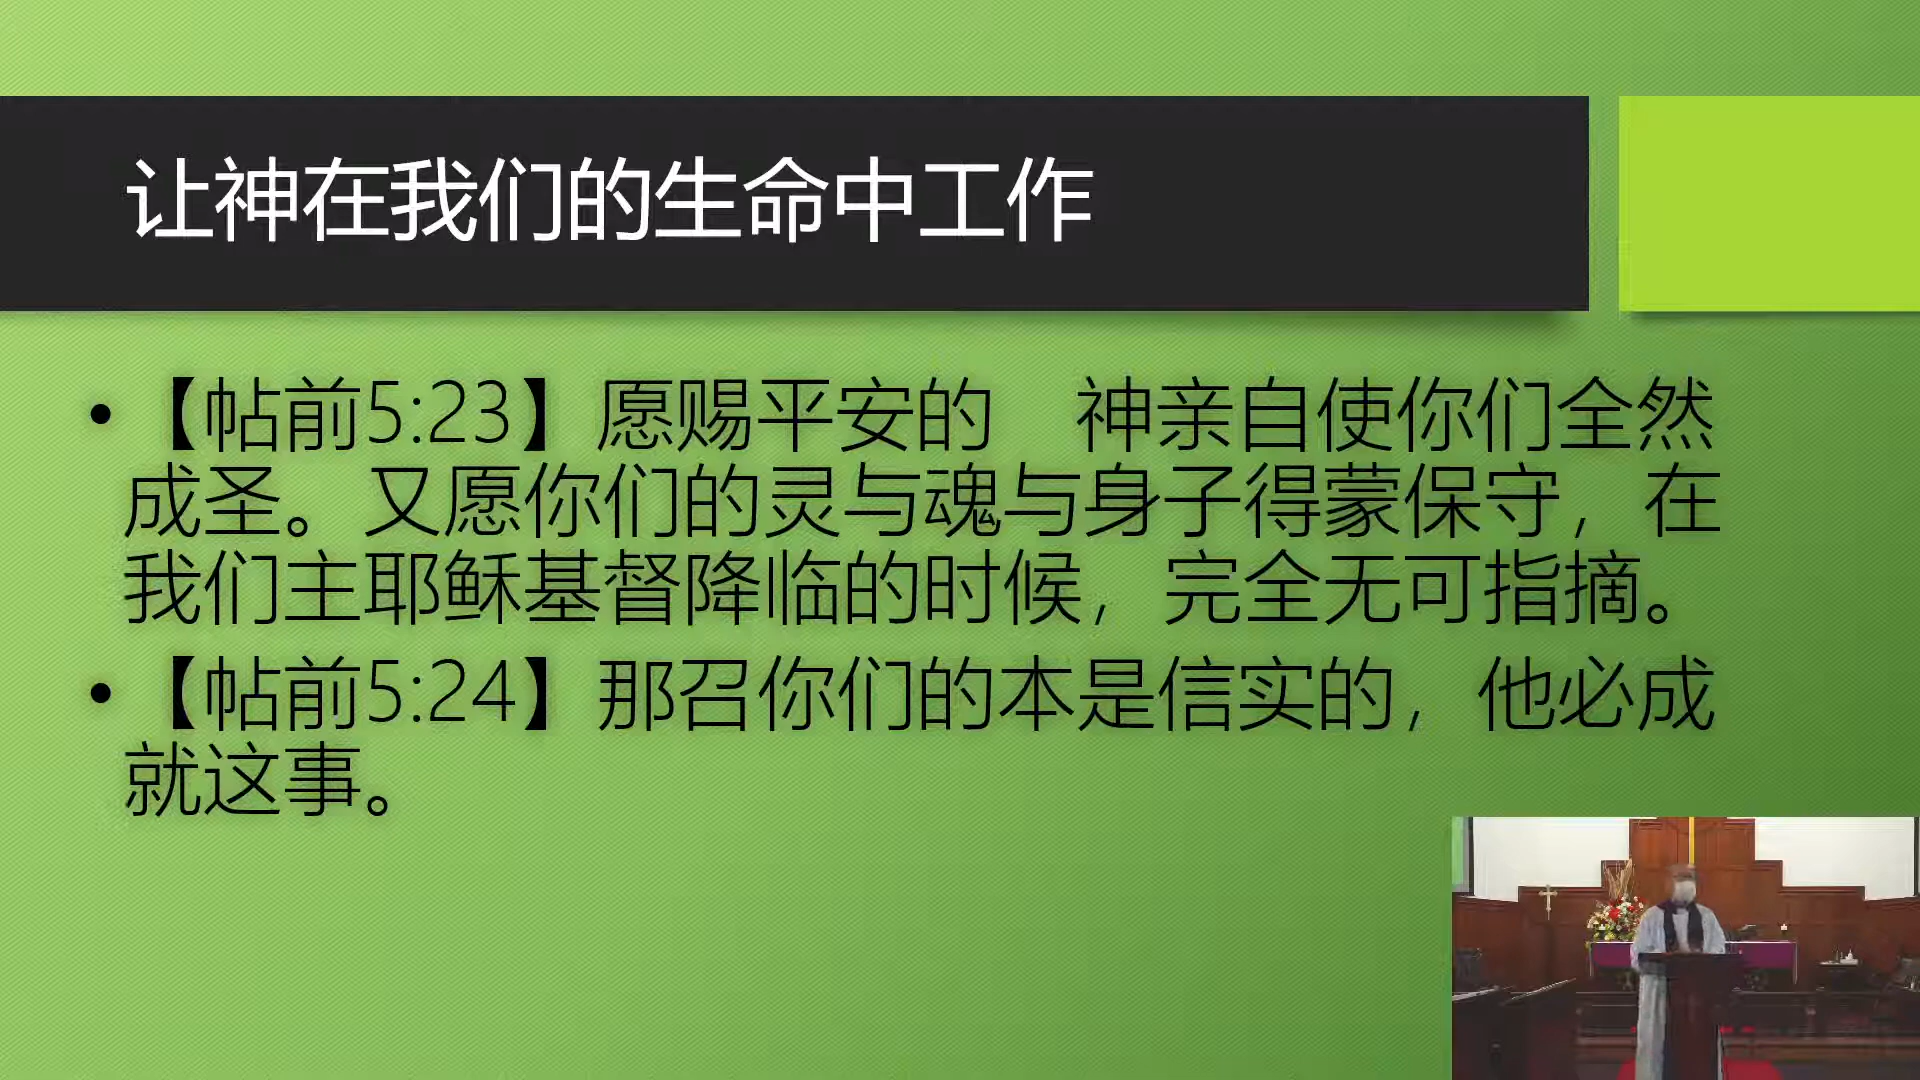 让神在我们的生命中工作
• 【帖前5:23】愿赐平安的　神亲自使你们全然
成圣。又愿你们的灵与魂与身子得蒙保守，在
我们主耶稣基督降临的时候，完全无可指摘。
• 【帖前5:24】那召你们的本是信实的，他必成
就这事。